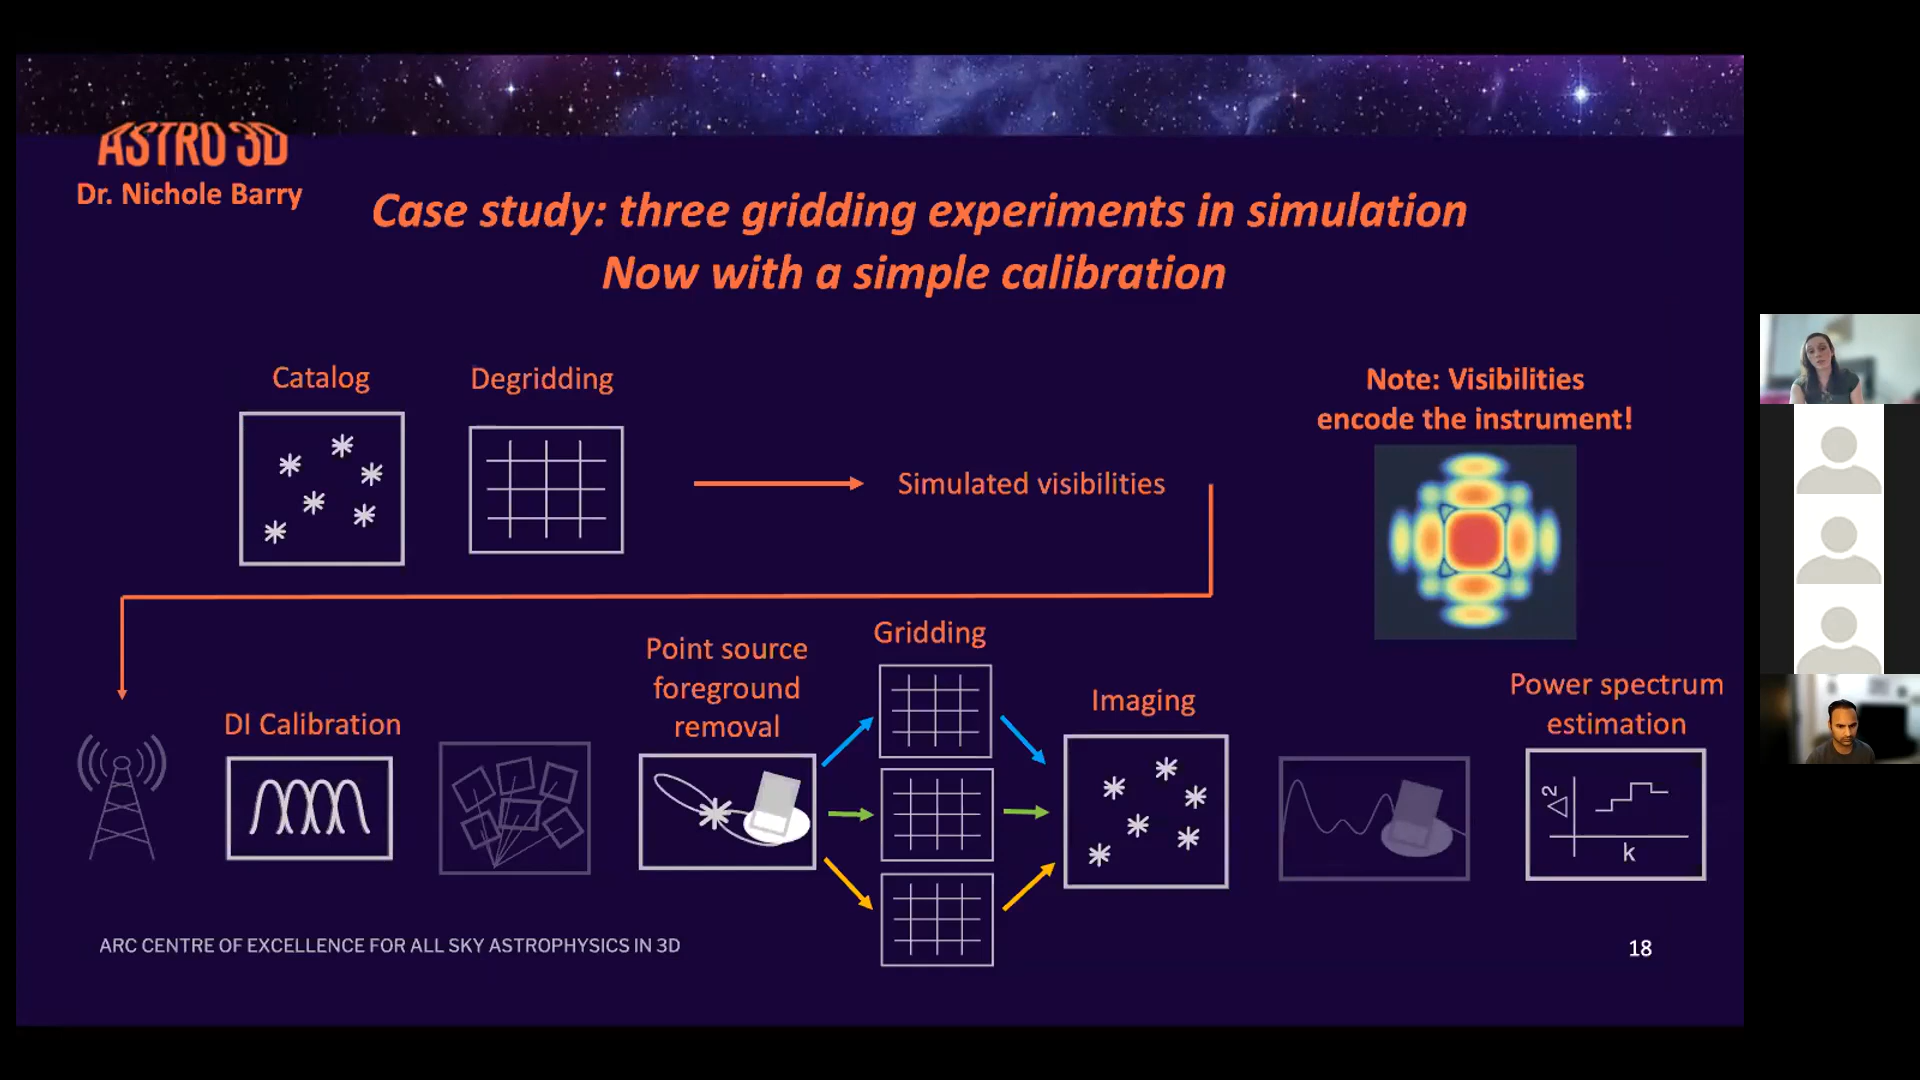 ASTRO 3D
Dr. Nichole Barry
Case study: three gridding experiments in simulation
Now with a simple calibration
Catalog
Degridding
Simulated visibilities
Note: Visibilities
encode the instrument!
DI Calibration
Point source
foreground
removal
Gridding
Imaging
Power spectrum
estimation
Δ2
k
ARC CENTRE OF EXCELLENCE FOR ALL SKY ASTROPHYSICS IN 3D
18